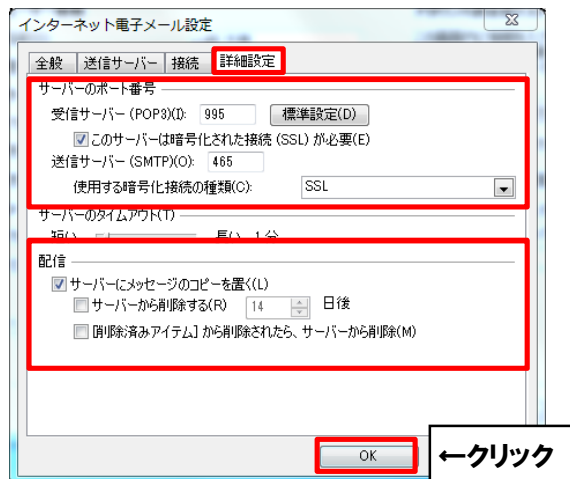 インターネット電子メール設定
全般 送信サーバー 接続 詳細設定
サーバーのポート番号
受信サーバー (POP3)(I): 995 標準設定(D)
このサーバーは暗号化された接続 (SSL) が必要(E)
送信サーバー (SMTP)(O): 465
使用する暗号化接続の種類(C): SSL
サーバーのタイムアウト(T)
短い 長い 1 分
配信
サーバーにメッセージのコピーを置く(L)
サーバーから削除する(R) 14 日後
[削除済みアイテム] から削除されたら、サーバーから削除(M)
OK
←クリック